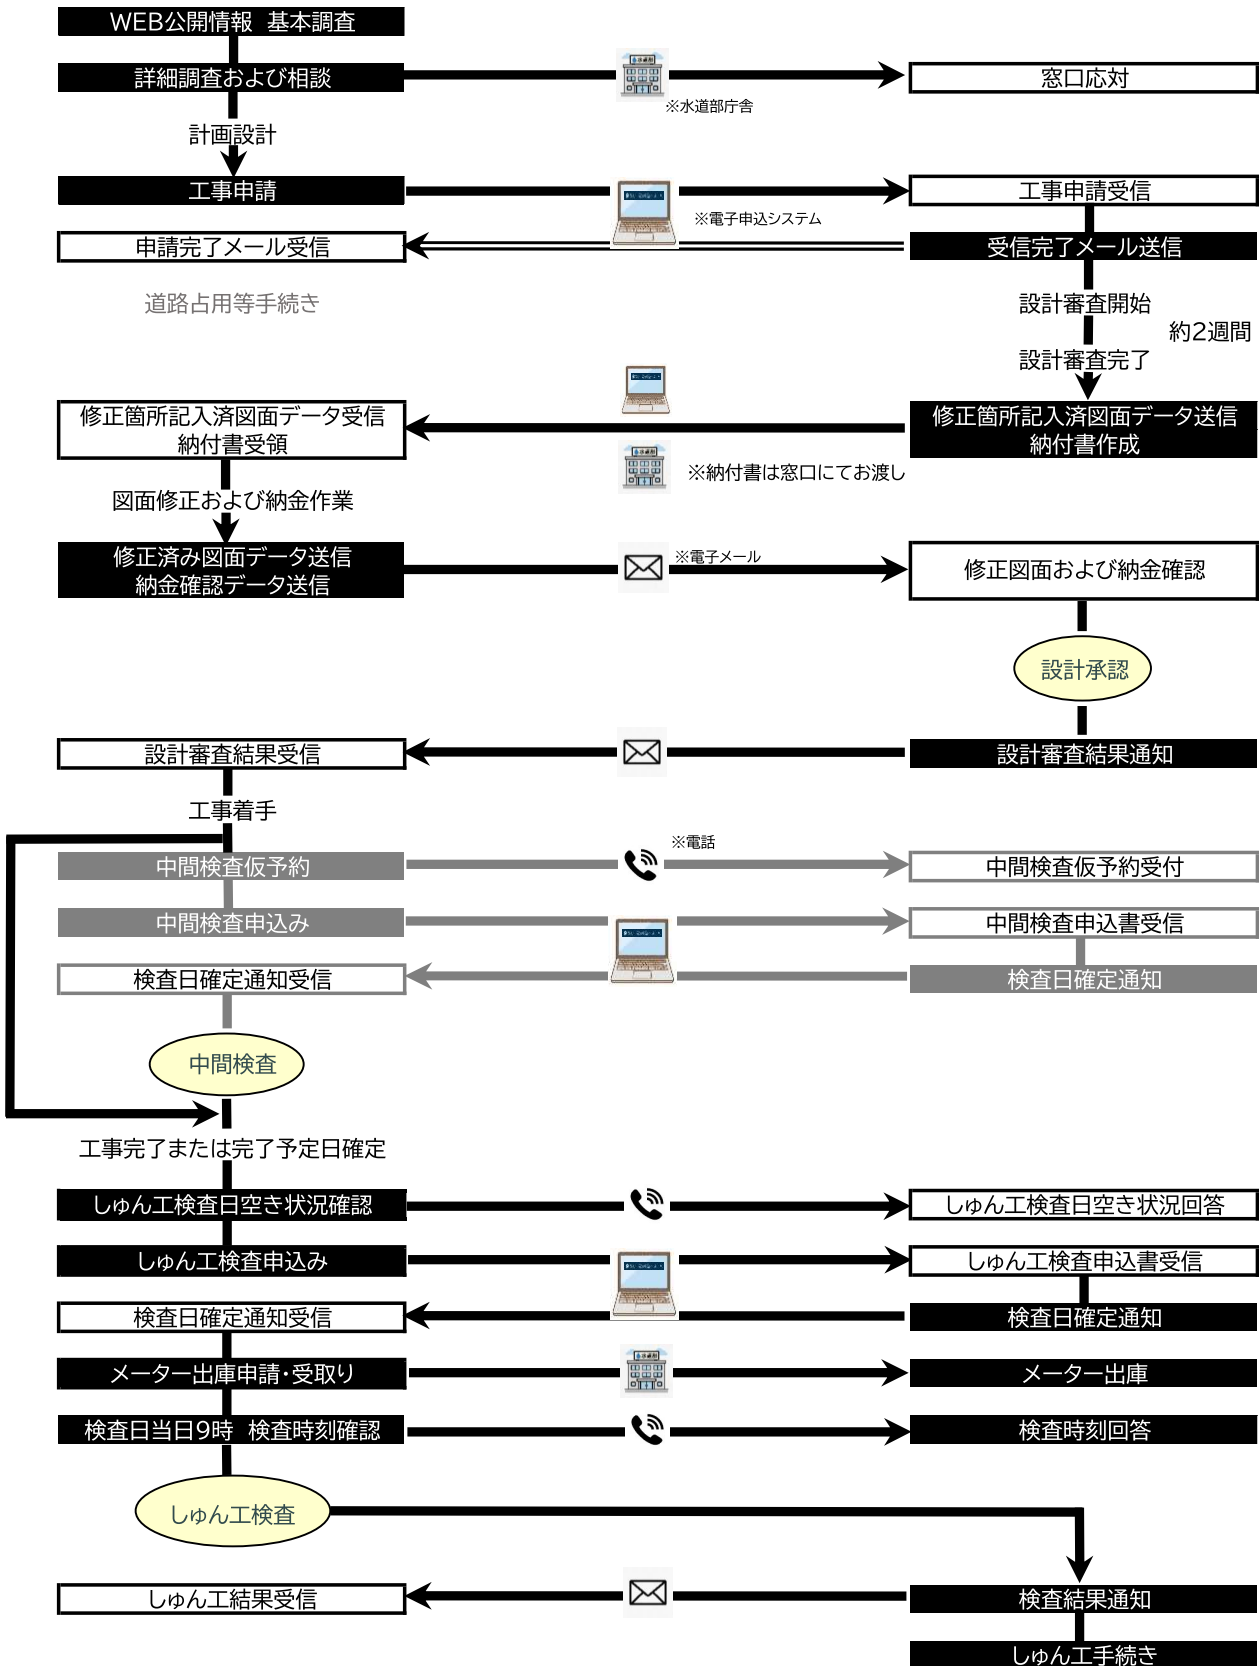 WEB公開情報　基本調査
詳細調査および相談
窓口応対
※水道部庁舎
計画設計
工事申請
工事申請受信
※電子申込システム
申請完了メール受信
受信完了メール送信
道路占用等手続き
設計審査開始
約2週間
設計審査完了
修正箇所記入済図面データ受信
納付書受領
修正箇所記入済図面データ送信
納付書作成
※納付書は窓口にてお渡し
図面修正および納金作業
修正済み図面データ送信
納金確認データ送信
※電子メール
修正図面および納金確認
設計承認
設計審査結果受信
設計審査結果通知
工事着手
※電話
中間検査仮予約
中間検査仮予約受付
中間検査申込み
中間検査申込書受信
検査日確定通知受信
検査日確定通知
中間検査
工事完了または完了予定日確定
しゅん工検査日空き状況確認
しゅん工検査日空き状況回答
しゅん工検査申込み
しゅん工検査申込書受信
検査日確定通知受信
検査日確定通知
メーター出庫申請・受取り
メーター出庫
検査日当日9時　検査時刻確認
検査時刻回答
しゅん工検査
しゅん工結果受信
検査結果通知
しゅん工手続き